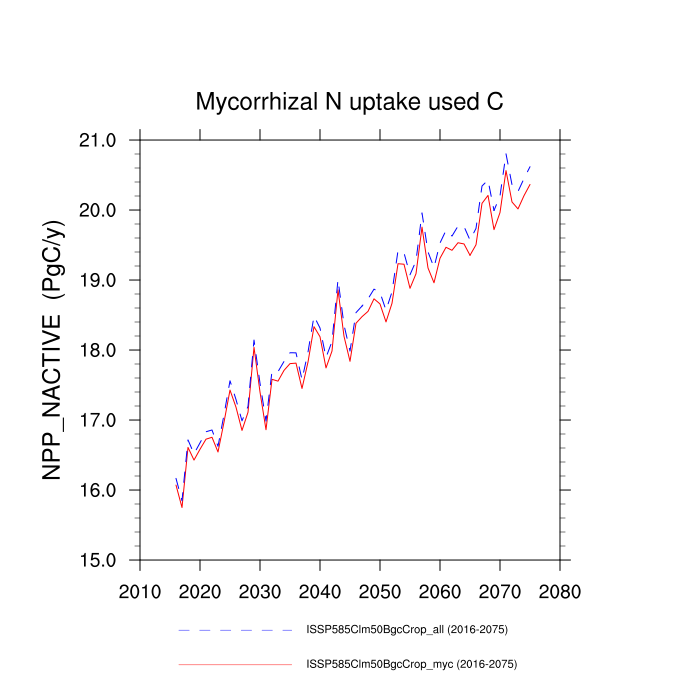 Mycorrhizal N uptake used C
NPP_NACTIVE (PgC/y)
21.0
20.0
19.0
18.0
17.0
16.0
15.0
2010 2020 2030 2040 2050 2060 2070 2080
ISSP585Clm50BgcCrop_all (2016-2075)
ISSP585Clm50BgcCrop_myc (2016-2075)